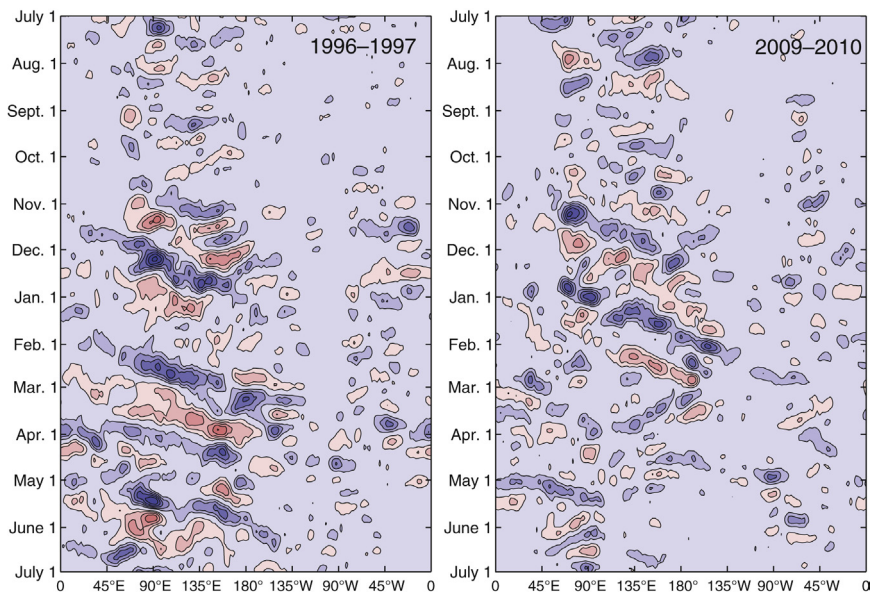 1996–1997
July 1
Aug. 1
Sept. 1
Oct. 1
Nov. 1
Dec. 1
Jan. 1
Feb. 1
Mar. 1
Apr. 1
May 1
June 1
July 1
0 45°E 90°E 135°E 180° 135°W 90°W 45W 0
2009–2010
July 1
Aug. 1
Sept. 1
Oct. 1
Nov. 1
Dec. 1
Jan. 1
Feb. 1
Mar. 1
Apr. 1
May 1
June 1
July 1
0 45°E 90°E 135°E 180° 135°W 90°W 45W 0